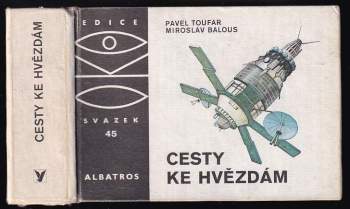 CESTY KE HVĚZDÁM
EDICE
OKO
SVAZEK
45
ALBATROS
PAVEL TOUFAR
MIROSLAV BALOUS
CESTY
KE HVĚZDÁM